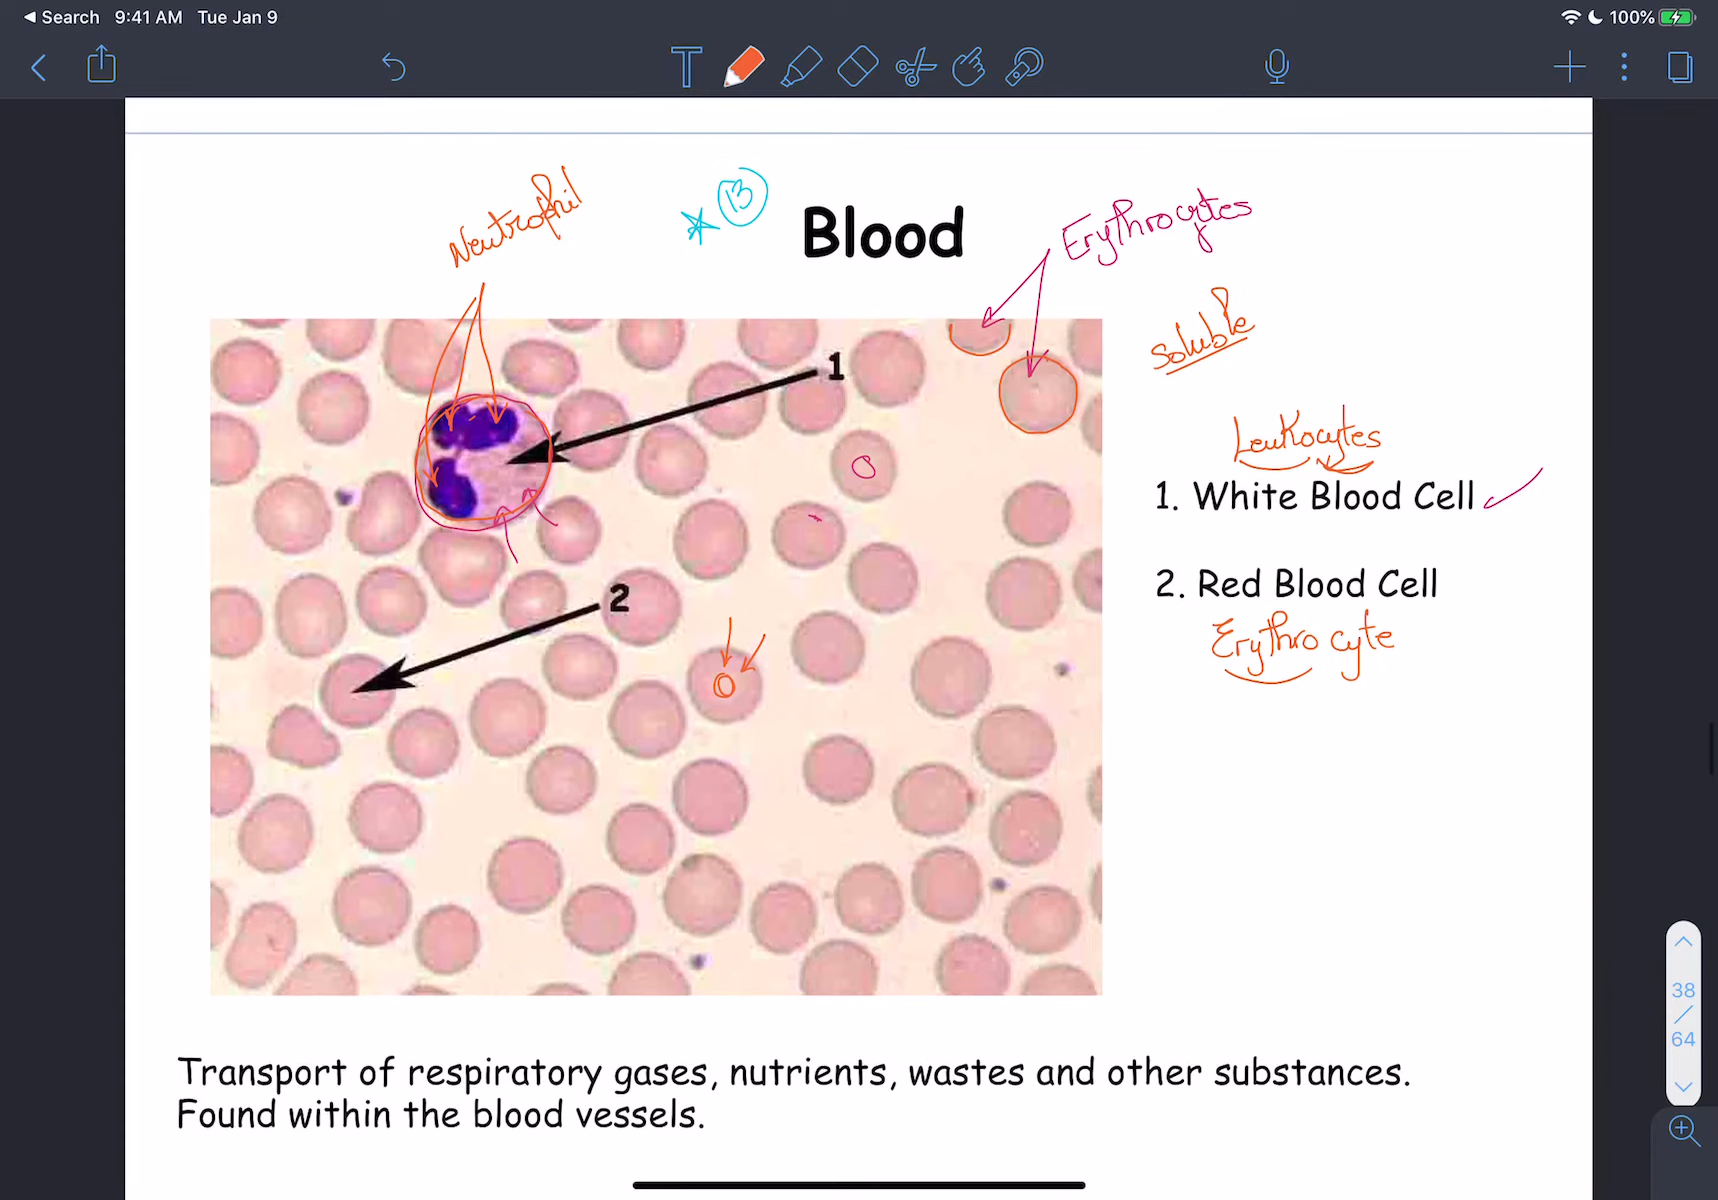 Search 9:41 AM Tue Jan 9
100%
T
Neutrophil
13
Blood
Erythrocytes
soluble
1
Leukocytes
1. White Blood Cell
2. Red Blood Cell
2
Erythrocyte
38
/
64
Transport of respiratory gases, nutrients, wastes and other substances.
Found within the blood vessels.